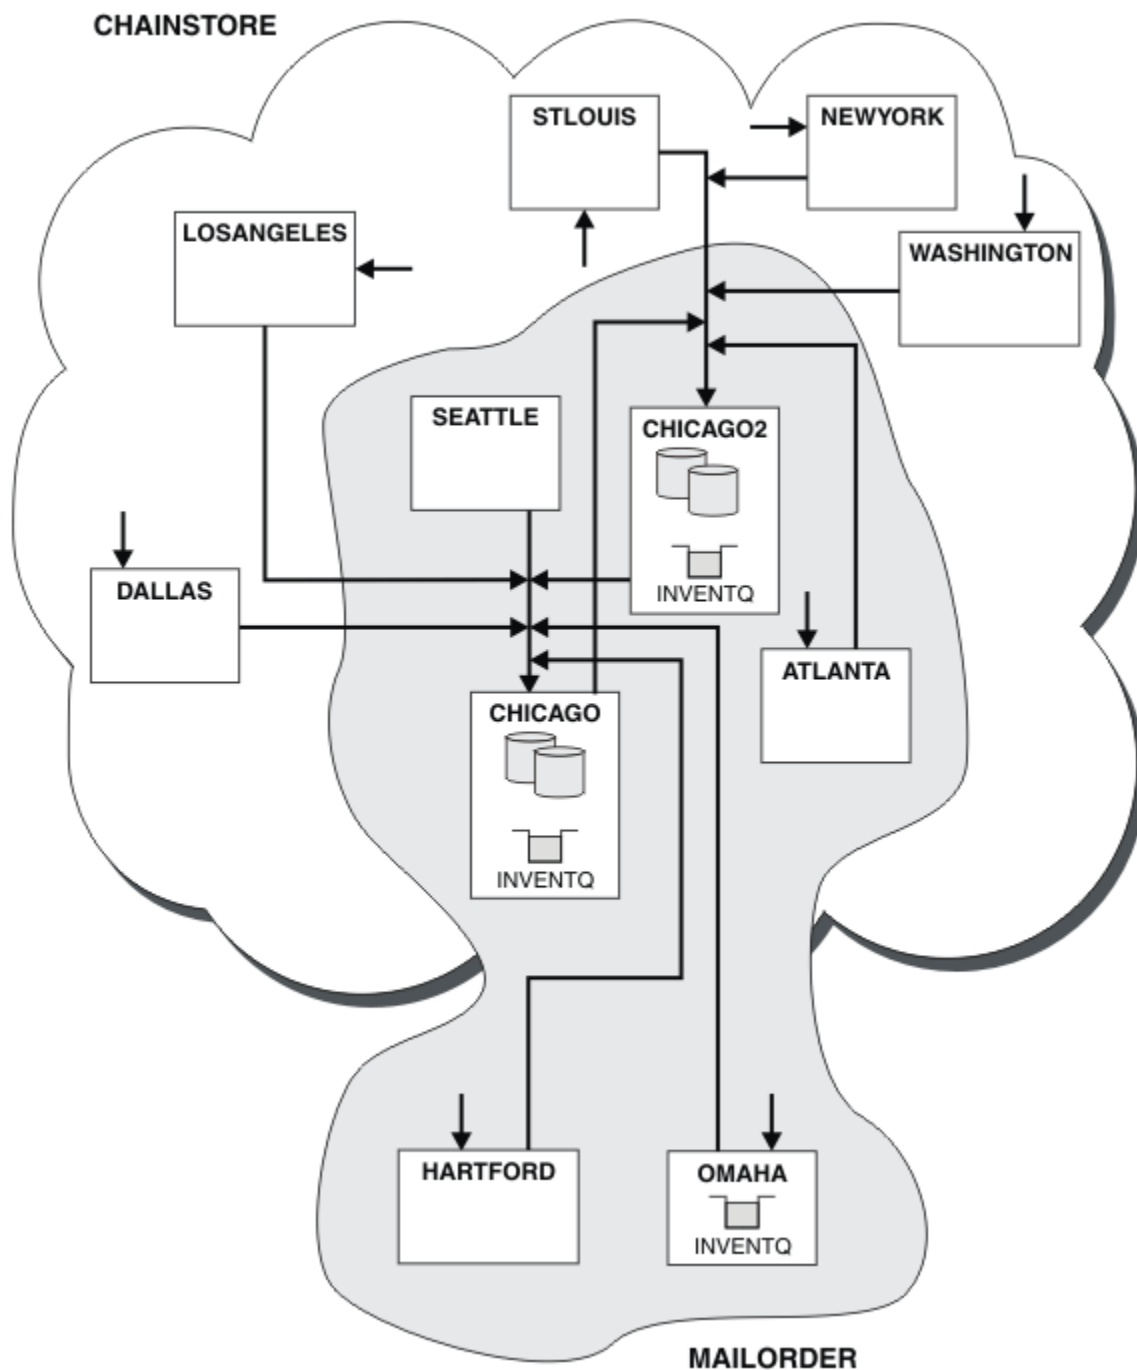 CHAINSTORE
STLOUIS
NEWYORK
LOSANGELES
WASHINGTON
SEATTLE
CHICAGO2
INVENTQ
DALLAS
ATLANTA
CHICAGO
INVENTQ
HARTFORD
OMAHA
INVENTQ
MAILORDER